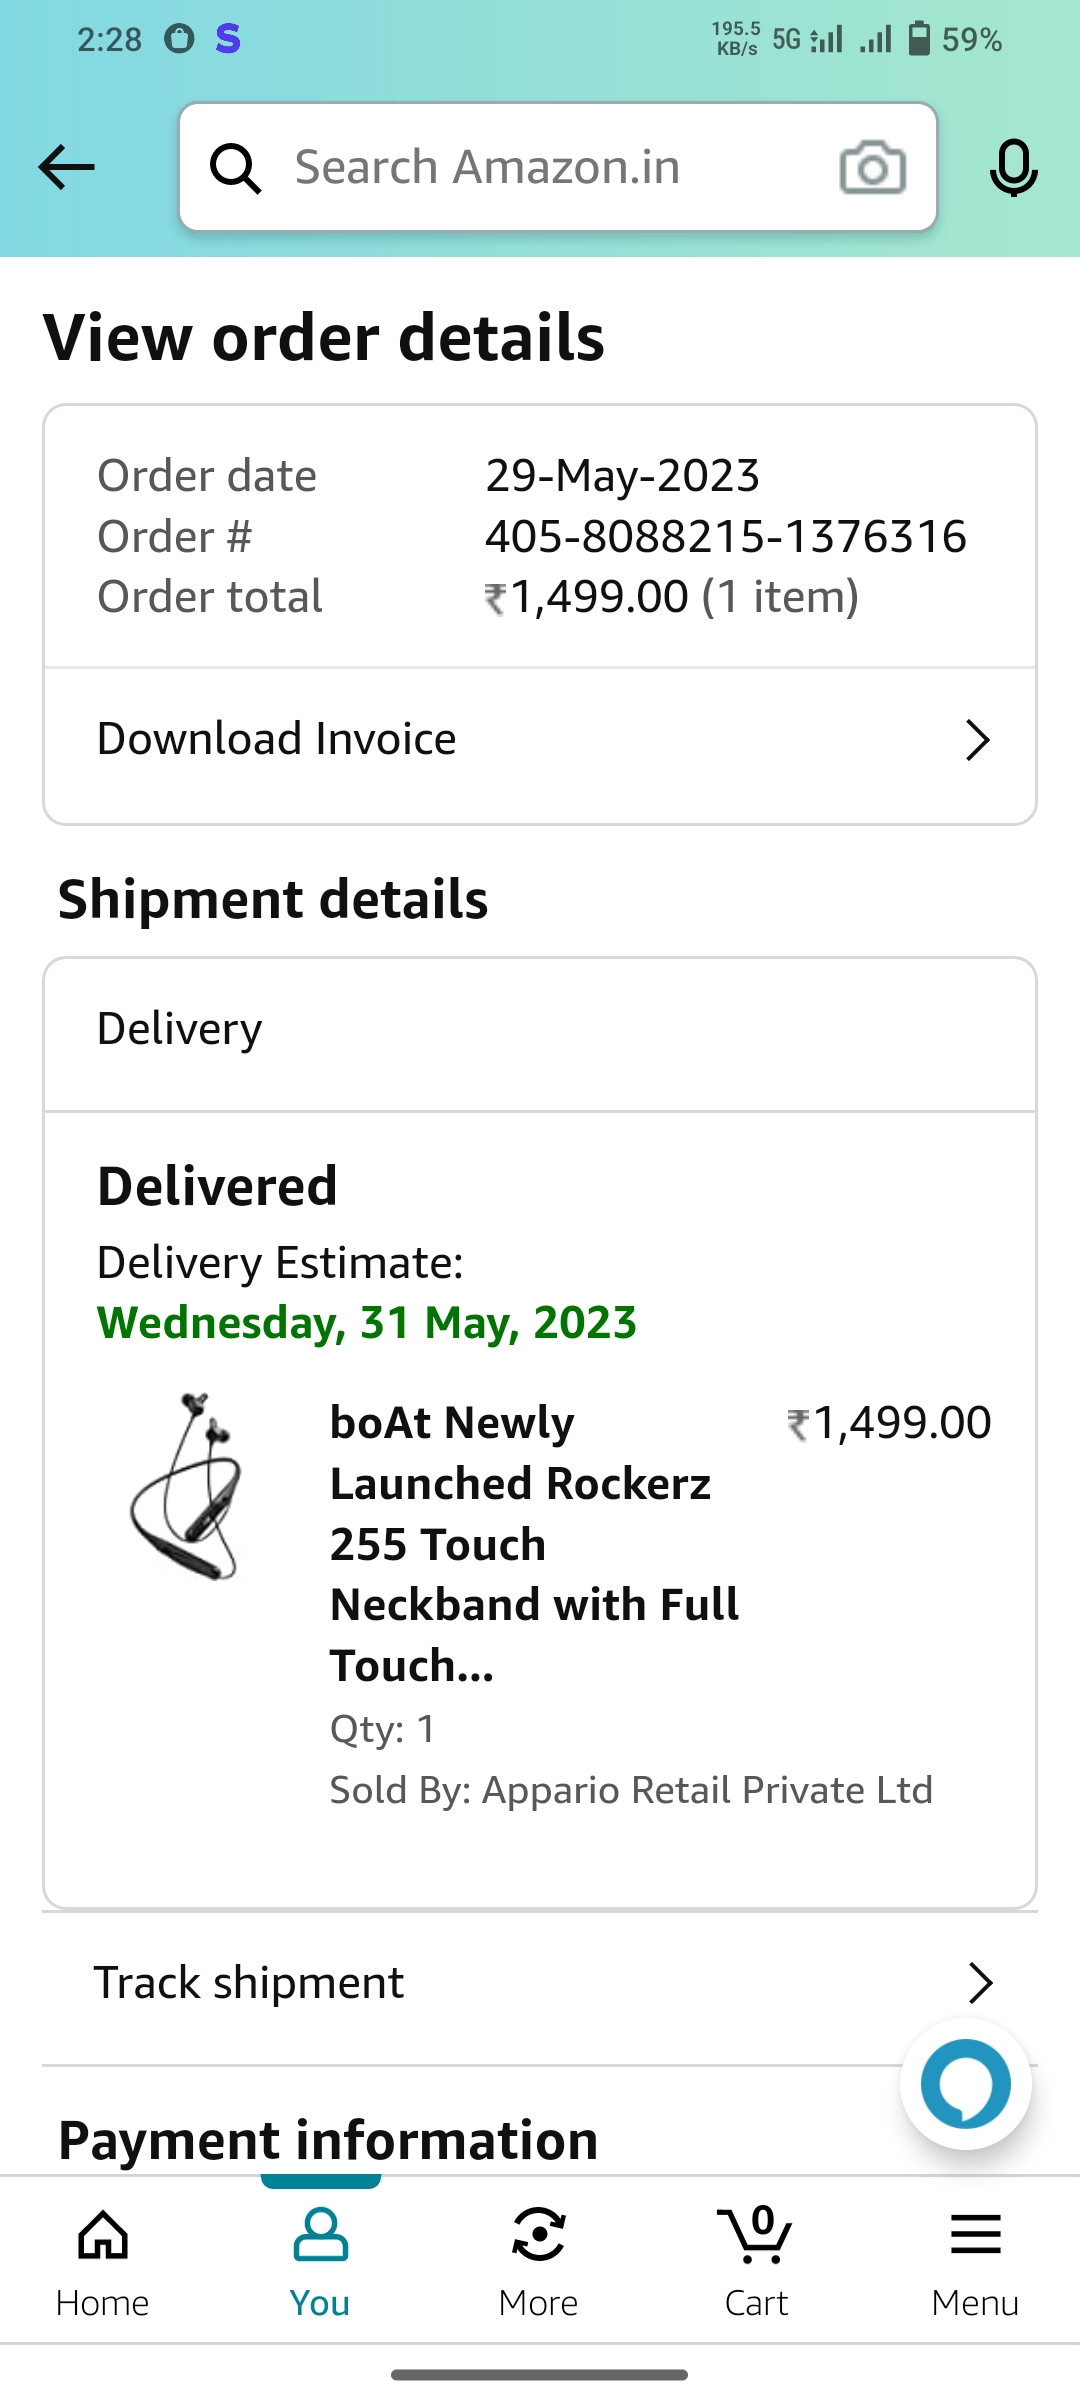 2:28 S 195.5 KB/s 5G 59%
Search Amazon.in
View order details
Order date 29-May-2023
Order # 405-8088215-1376316
Order total ₹1,499.00 (1 item)
Download Invoice
Shipment details
Delivery
Delivered
Delivery Estimate:
Wednesday, 31 May, 2023
boAt Newly ₹1,499.00
Launched Rockerz
255 Touch
Neckband with Full
Touch...
Qty: 1
Sold By: Appario Retail Private Ltd
Track shipment
Payment information
0
Home You More Cart Menu